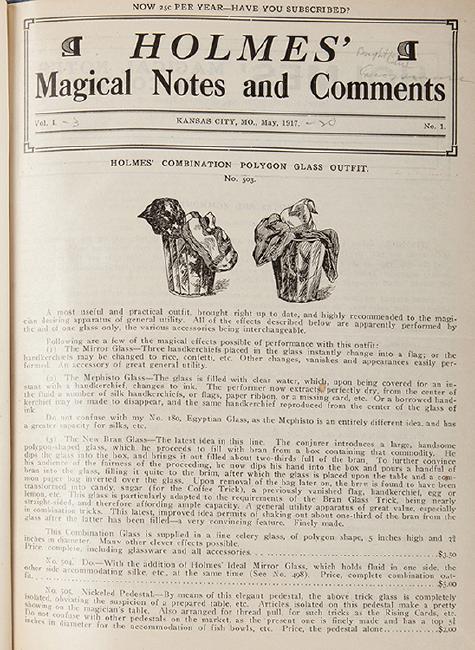 NOW 25c PER YEAR—HAVE YOU SUBSCRIBED?
HOLMES'
Magical Notes and Comments
Vol. 1. -3 KANSAS CITY, MO., May, 1917. No. 1.
HOLMES' COMBINATION POLYGON GLASS OUTFIT.
No. 503.
A most useful and practical outfit, brought right up to date, and highly recommended to the magi-
cian desiring apparatus of general utility. All of the effects described below are apparently performed by
the aid of one glass only, the various accessories being interchangeable.
Following are a few of the magical effects possible of performance with this outfit:
(1) The Mirror Glass—Three handkerchiefs placed in the glass instantly change into a flag; or the
handkerchiefs may be changed to rice, confetti, etc. Other changes, vanishes and appearances easily per-
formed. An accessory of great general utility.
(2) The Mephisto Glass—The glass is filled with clear water, which, upon being covered for an in-
stant with a handkerchief, changes to ink. The performer now extracts, perfectly dry, from the center of
the fluid a number of silk handkerchiefs, or flags, paper ribbon, or a missing card, etc. Or a borrowed hand-
kerchief may be made to disappear, and the same handkerchief reproduced from the center of the glass of
ink.
Do not confuse with my No. 180, Egyptian Glass, as the Mephisto is an entirely different idea, and has
a greater capacity for silks, etc.
(3) The New Bran Glass—The latest idea in this line. The conjurer introduces a large, handsome
polygon-shaped glass, which he proceeds to fill with bran from a box containing that commodity. He
dips the glass into the box, and brings it out filled about two-thirds full of the bran. To further convince
his audience of the fairness of the proceeding, he now dips his hand into the box and pours a handful of
bran into the glass, filling it quite to the brim, after which the glass is placed upon the table and a com-
mon paper bag inverted over the glass. Upon removal of the bag later on, the bran is found to have been
transformed into candy, sugar (for the Coffee Trick), a previously vanished flag, handkerchief, egg or
lemon, etc. This glass is particularly adapted to the requirements of the Bran Glass Trick, being nearly
straight-sided, and therefore affording ample capacity. A general utility apparatus of great value, especially
in combination tricks. This latest, improved idea permits of shaking out about one-third of the bran from the
glass after the latter has been filled—a very convincing feature. Finely made.
This Combination Glass is supplied in a fine celery glass, of polygon shape, 5 inches high and
inches in diameter. Many other clever effects possible.
Price, complete, including glassware and all accessories $3.50
No. 504. Do—With the addition of Holmes' Ideal Mirror Glass, which holds fluid in one side, the
other side accommodating silks, etc., at the same time (See No. 498). Price, complete combination out-
fit $5.00
No. 505. Nickeled Pedestal—By means of this elegant pedestal, the above trick glass is completely
isolated, obviating the suspicion of a prepared table, etc. Articles isolated on this pedestal make a pretty
showing on the magician's table. Also arranged for thread pull for such tricks as the Rising Cards, etc.
Do not confuse with other pedestals on the market, as the present one is finely made and has a top
inches in diameter for the accommodation of fish bowls, etc. Price, the pedestal alone $2.00